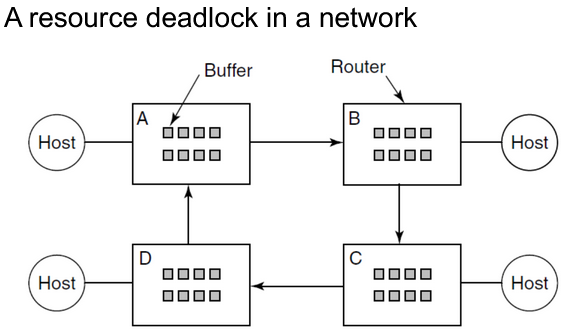 A resource deadlock in a network
Buffer
Router
Host
A
B
Host
Host
D
C
Host